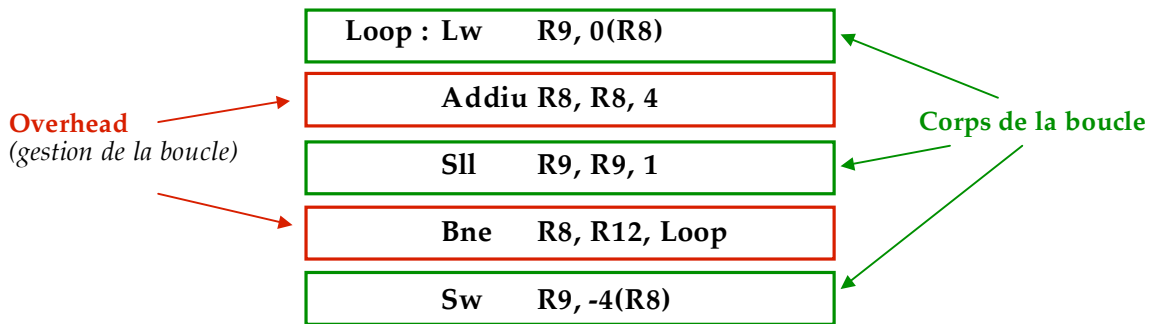 Loop : Lw R9, 0(R8)
Addiu R8, R8, 4
Overhead
(gestion de la boucle)
Corps de la boucle
Sll R9, R9, 1
Bne R8, R12, Loop
Sw R9, -4(R8)